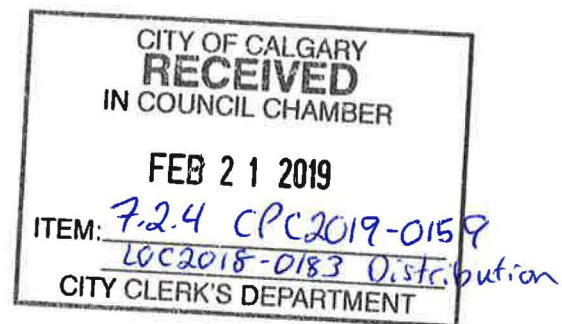 CITY OF CALGARY
RECEIVED
IN COUNCIL CHAMBER
FEB 21 2019
ITEM: 7.2.4 CPC2019-0159
LOC2018-0183 Distribution
CITY CLERK'S DEPARTMENT